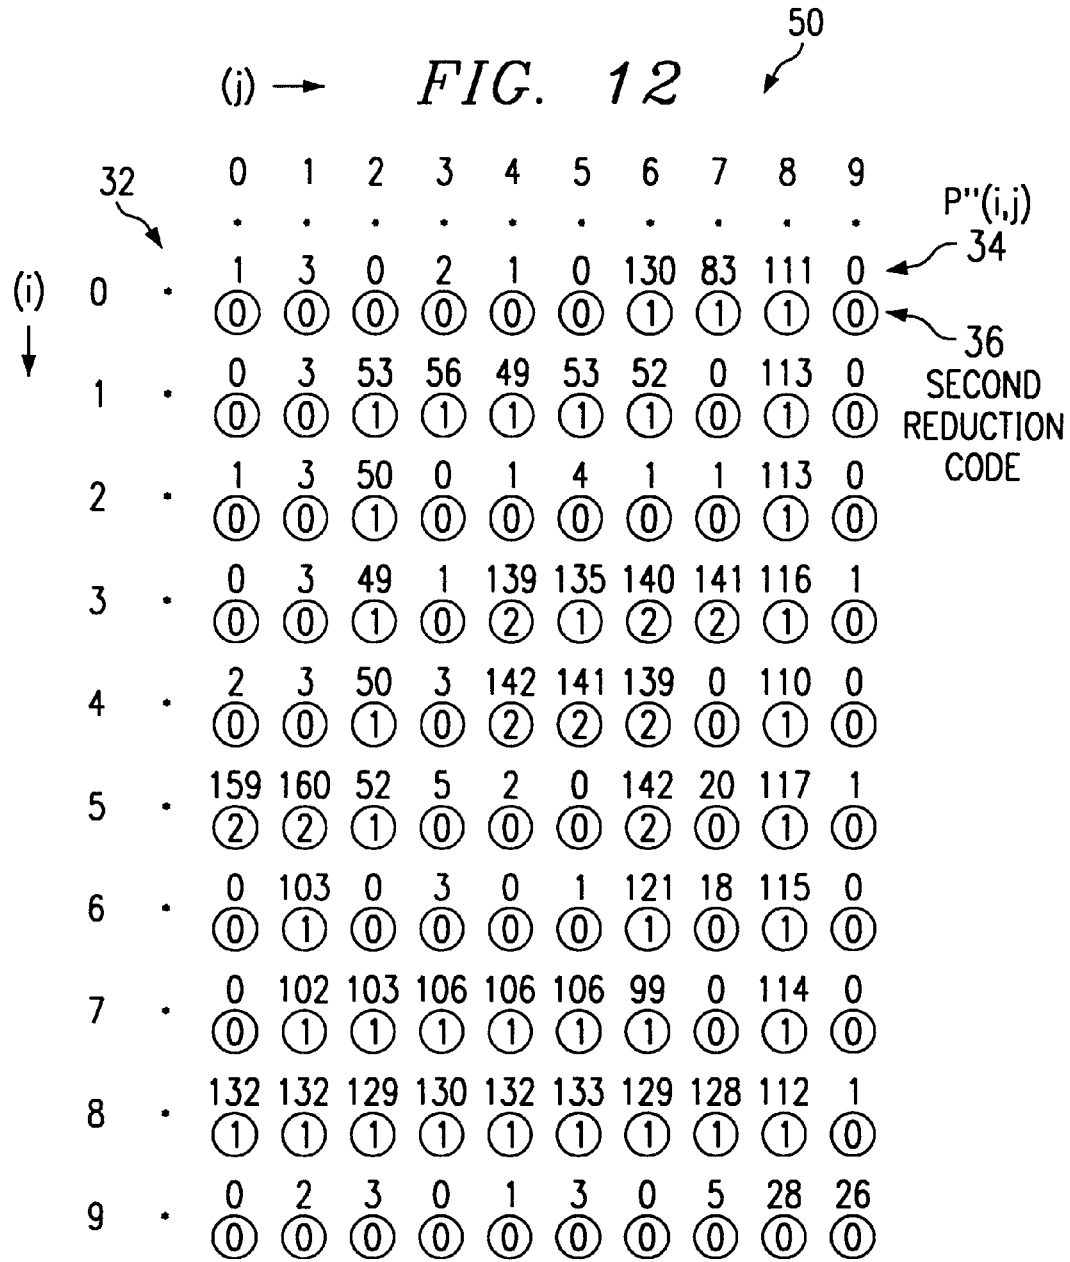 50
(j) → FIG. 12
32
0 1 2 3 4 5 6 7 8 9
P"(i,j)
34
(i) 0 1 3 0 2 1 0 130 83 111 0
0 0 0 0 0 0 1 1 1 0
36
SECOND
REDUCTION
CODE
1 0 3 53 56 49 53 52 0 113 0
0 0 1 1 1 1 1 0 1 0
2 1 3 50 0 1 4 1 1 113 0
0 0 1 0 0 0 0 0 1 0
3 0 3 49 1 139 135 140 141 116 1
0 0 1 0 2 1 2 2 1 0
4 2 3 50 3 142 141 139 0 110 0
0 0 1 0 2 2 2 0 1 0
5 159 160 52 5 2 0 142 20 117 1
2 2 1 0 0 0 2 0 1 0
6 0 103 0 3 0 1 121 18 115 0
0 1 0 0 0 0 1 0 1 0
7 0 102 103 106 106 106 99 0 114 0
0 1 1 1 1 1 1 0 1 0
8 132 132 129 130 132 133 129 128 112 1
1 1 1 1 1 1 1 1 1 0
9 0 2 3 0 1 3 0 5 28 26
0 0 0 0 0 0 0 0 0 0